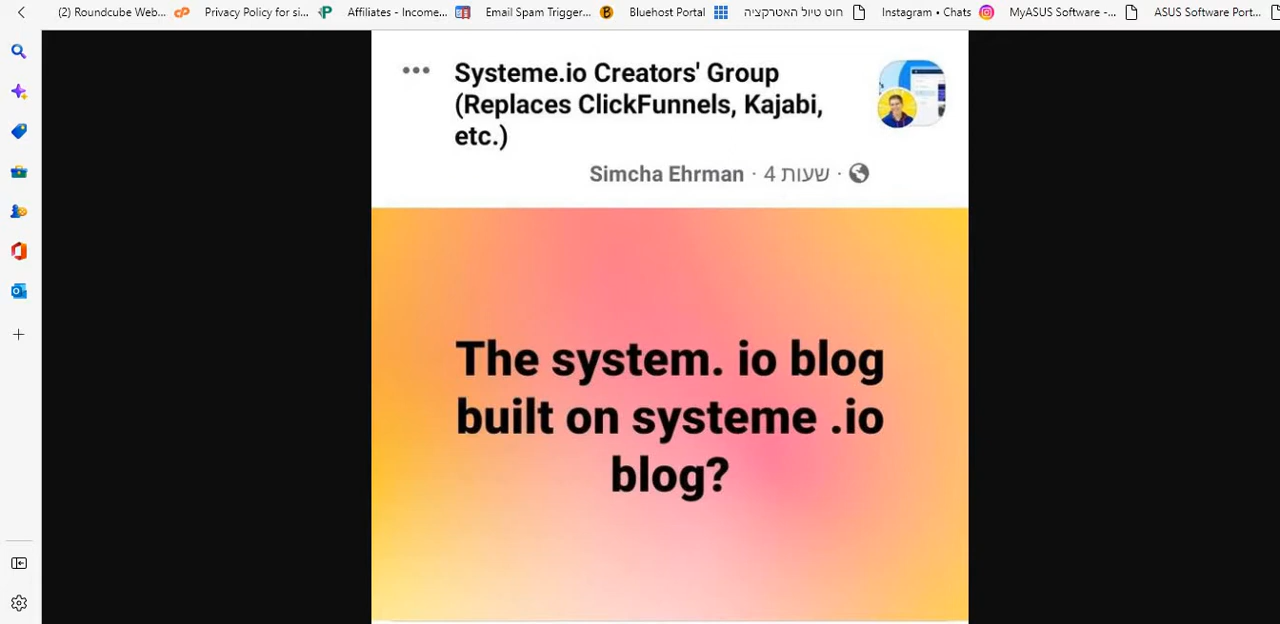 (2) Roundcube Web...
Privacy Policy for si...
Affiliates - Income...
Email Spam Trigger...
Bluehost Portal
חוט טיול האטרקציה
Instagram • Chats
MyASUS Software -...
ASUS Software Port...
Systeme.io Creators' Group
(Replaces ClickFunnels, Kajabi,
etc.)
Simcha Ehrman · 4 שעות ·
The system. io blog
built on systeme .io
blog?